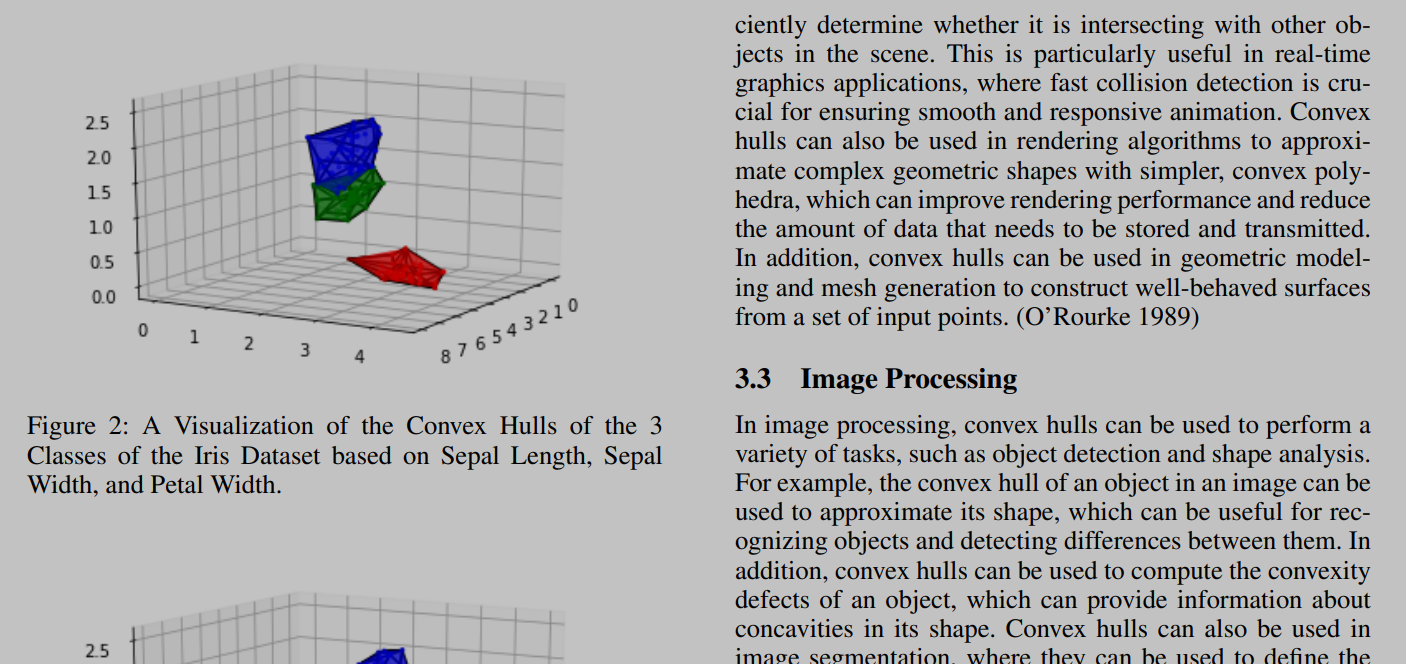 2.5
2.0
1.5
1.0
0.5
0.0
0 1 2 3 4
8 7 6 5 4 3 2 1 0
Figure 2: A Visualization of the Convex Hulls of the 3
Classes of the Iris Dataset based on Sepal Length, Sepal
Width, and Petal Width.
2.5
ciently determine whether it is intersecting with other ob-
jects in the scene. This is particularly useful in real-time
graphics applications, where fast collision detection is cru-
cial for ensuring smooth and responsive animation. Convex
hulls can also be used in rendering algorithms to approxi-
mate complex geometric shapes with simpler, convex poly-
hedra, which can improve rendering performance and reduce
the amount of data that needs to be stored and transmitted.
In addition, convex hulls can be used in geometric model-
ing and mesh generation to construct well-behaved surfaces
from a set of input points. (O'Rourke 1989)
3.3 Image Processing
In image processing, convex hulls can be used to perform a
variety of tasks, such as object detection and shape analysis.
For example, the convex hull of an object in an image can be
used to approximate its shape, which can be useful for rec-
ognizing objects and detecting differences between them. In
addition, convex hulls can be used to compute the convexity
defects of an object, which can provide information about
concavities in its shape. Convex hulls can also be used in
image segmentation, where they can be used to define the